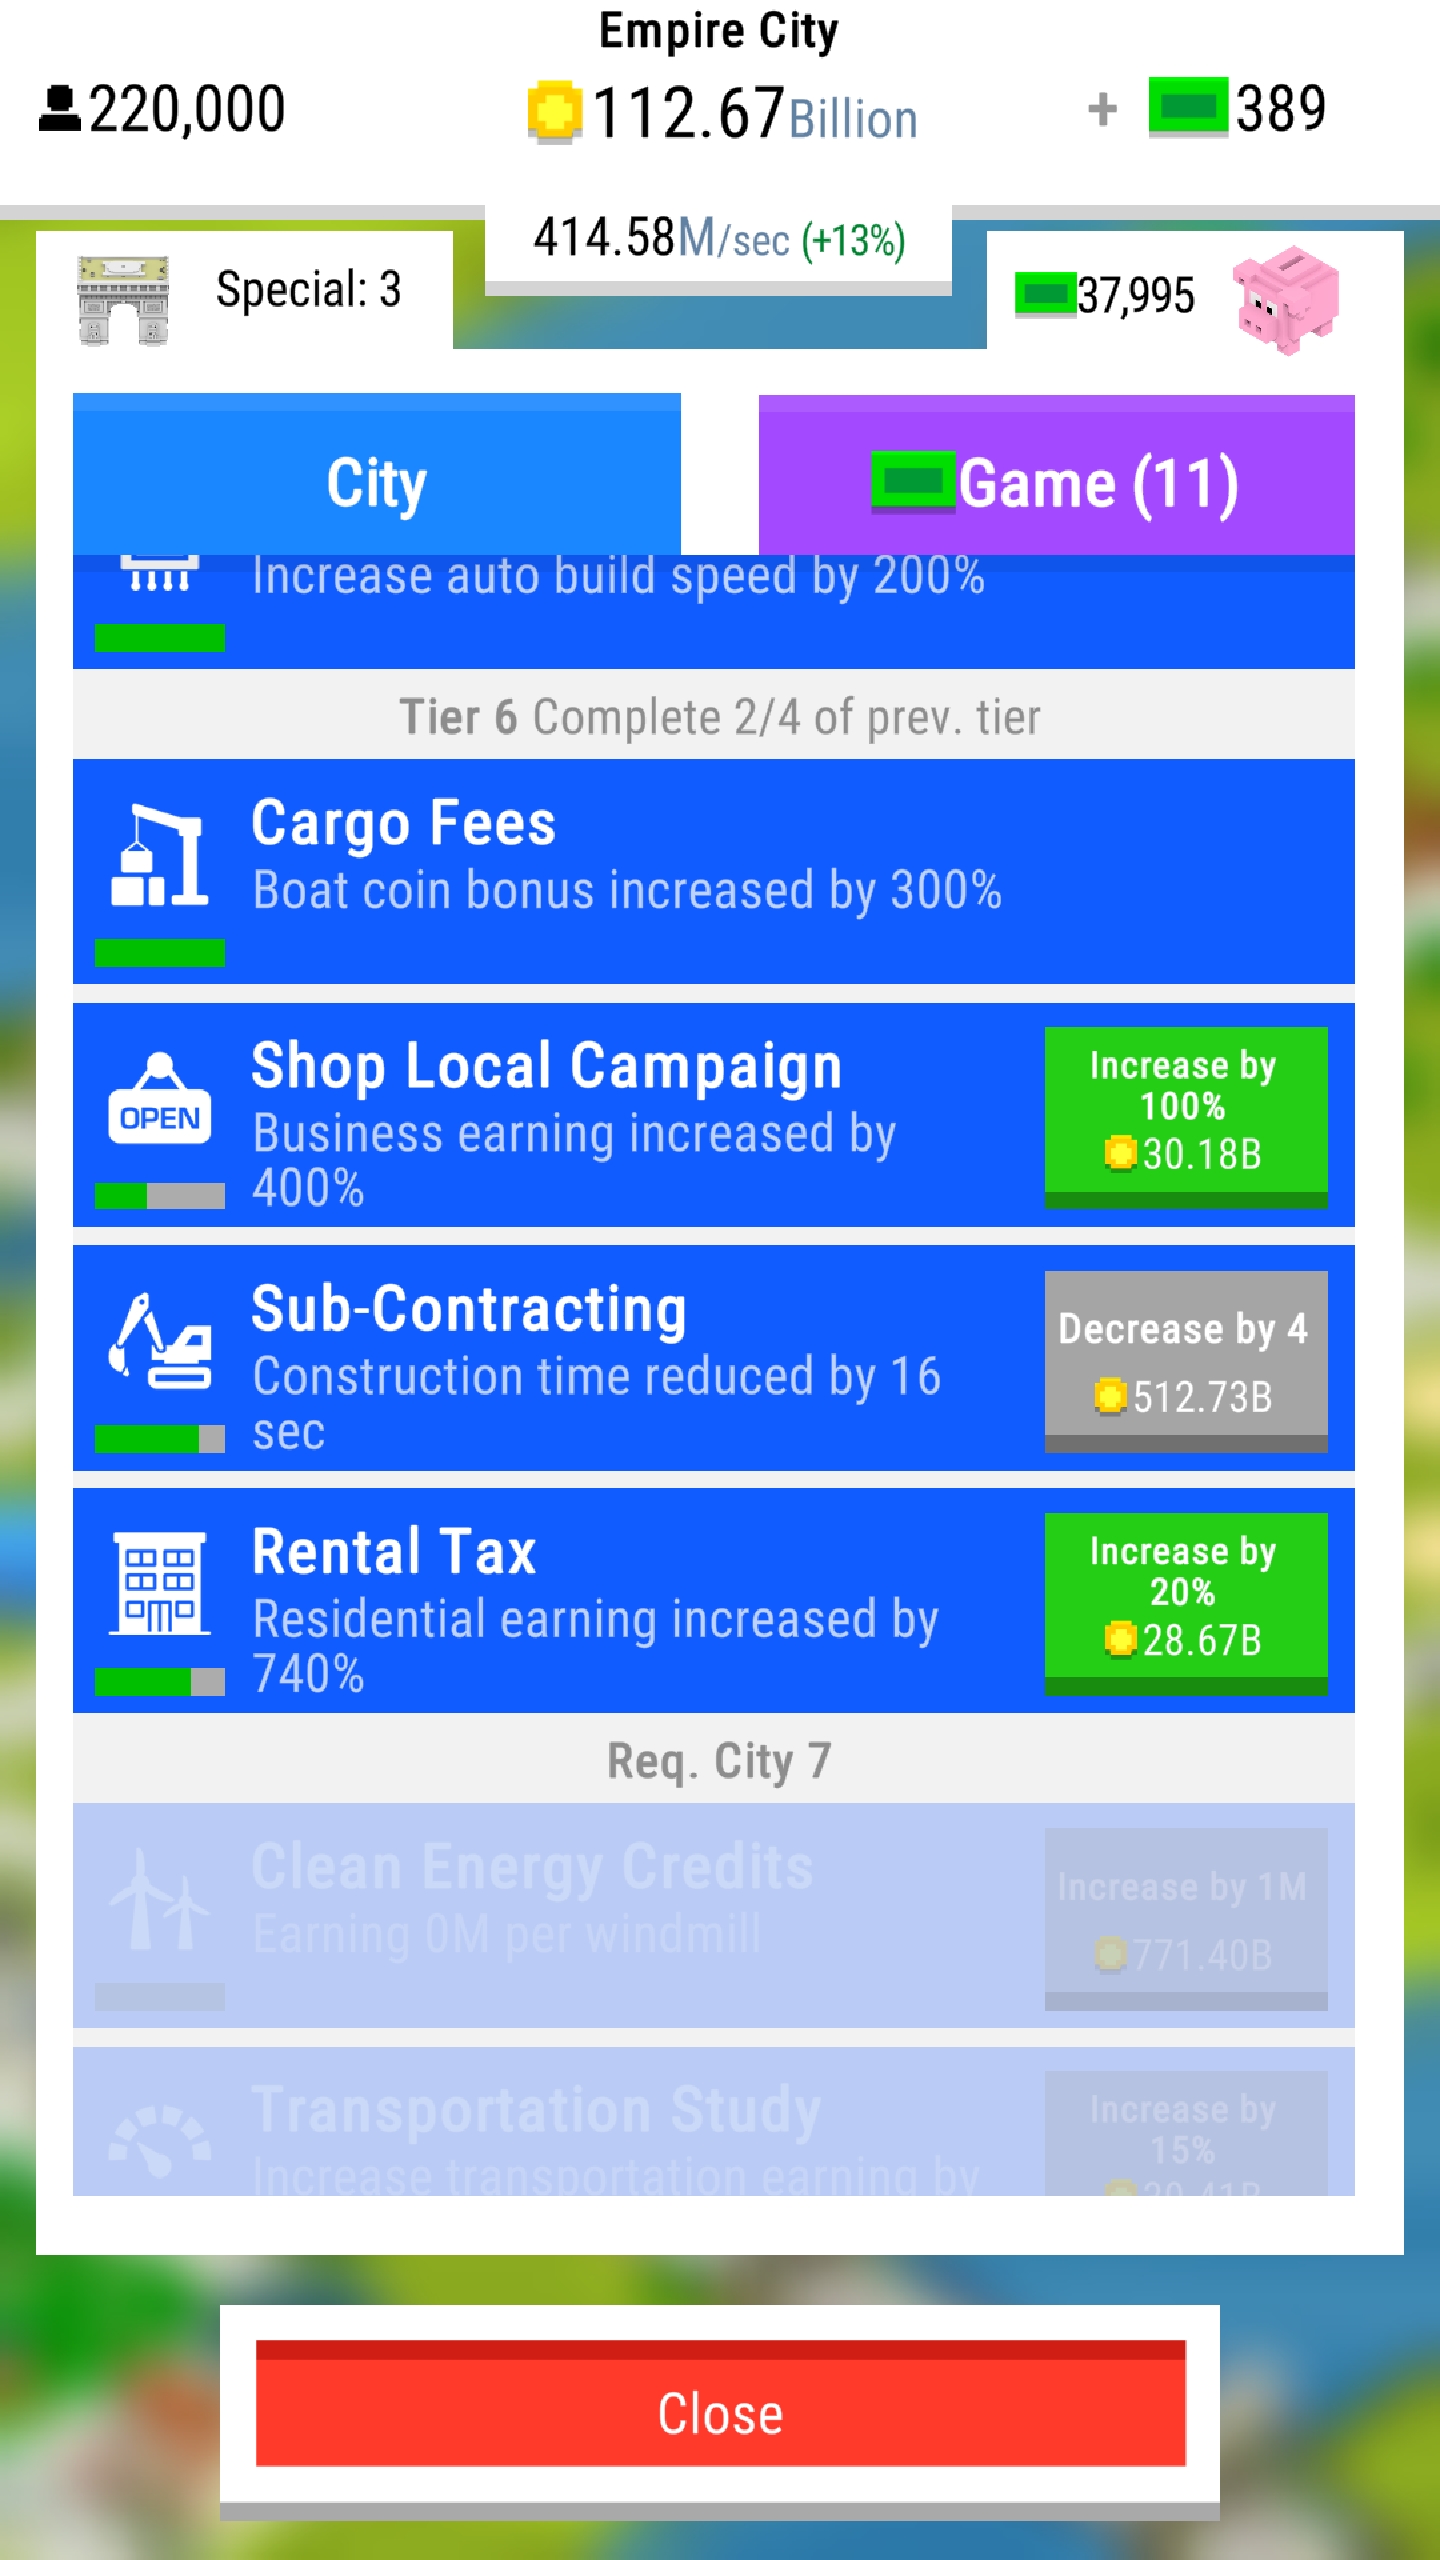 Empire City
220,000
112.67Billion
+ 389
414.58M/sec (+13%)
Special: 3
37,995
City
Game (11)
Increase auto build speed by 200%
Tier 6 Complete 2/4 of prev. tier
Cargo Fees
Boat coin bonus increased by 300%
OPEN
Shop Local Campaign
Business earning increased by
400%
Increase by
100%
30.18B
Sub-Contracting
Construction time reduced by 16
sec
Decrease by 4
512.73B
Rental Tax
Residential earning increased by
740%
Increase by
20%
28.67B
Req. City 7
Clean Energy Credits
Earning 0M per windmill
Increase by 1M
771.40B
Transportation Study
Increase transportation earning by
Increase by
15%